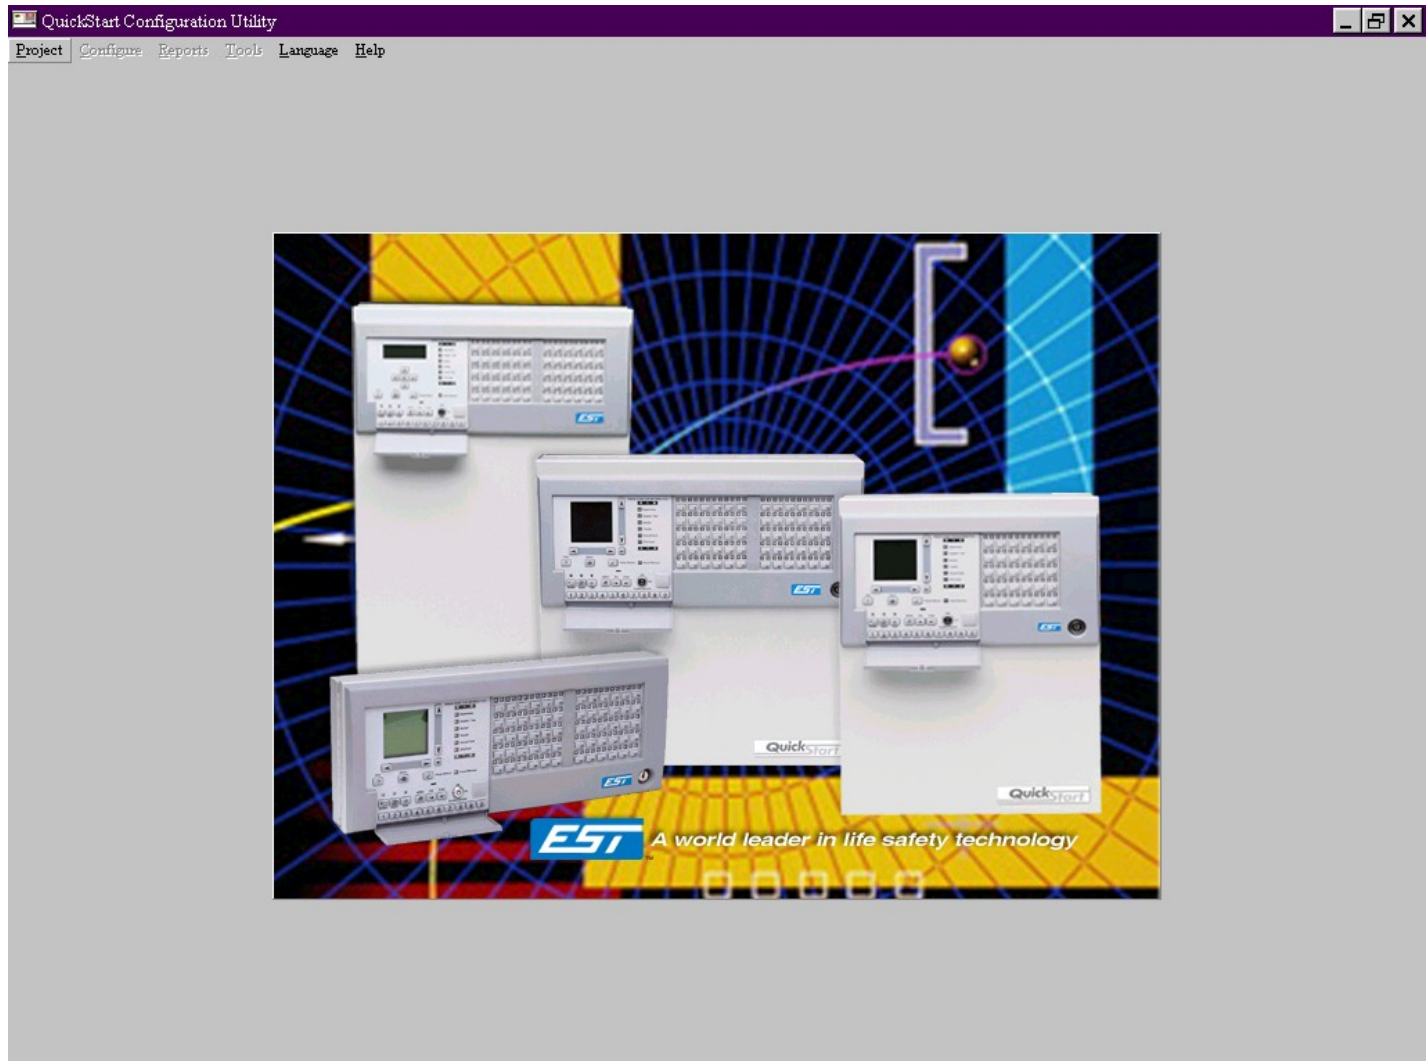 QuickStart Configuration Utility
Project Configure Reports Tools Language Help
EST
EST
EST
QuickStart
EST
QuickStart
EST™ A world leader in life safety technology